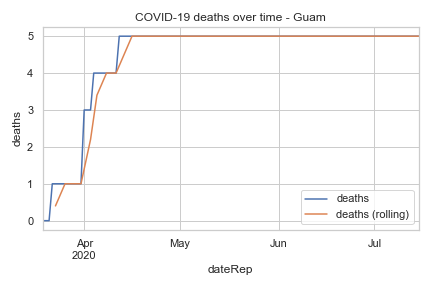 COVID-19 deaths over time - Guam
deaths
5
4
3
2
1
0
deaths
deaths (rolling)
Apr
2020
May
Jun
Jul
dateRep